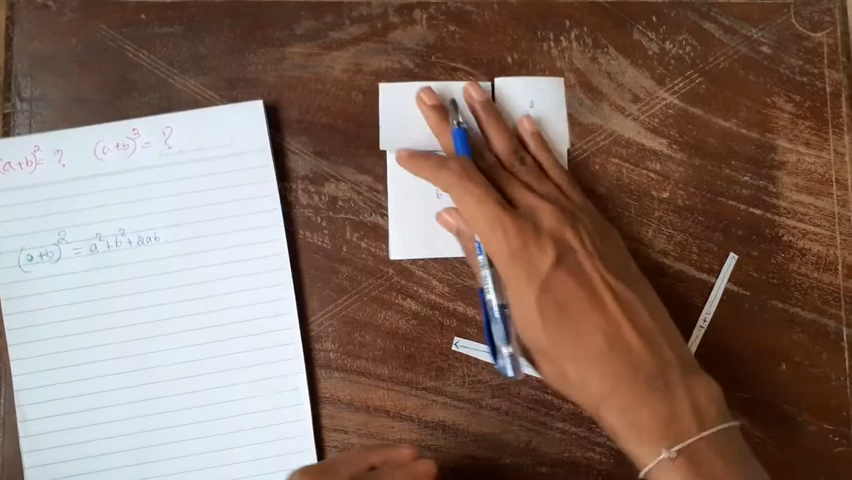 (a+b)² = ? (a+b)³ = ?
(a+b)² = a²+b²+2ab